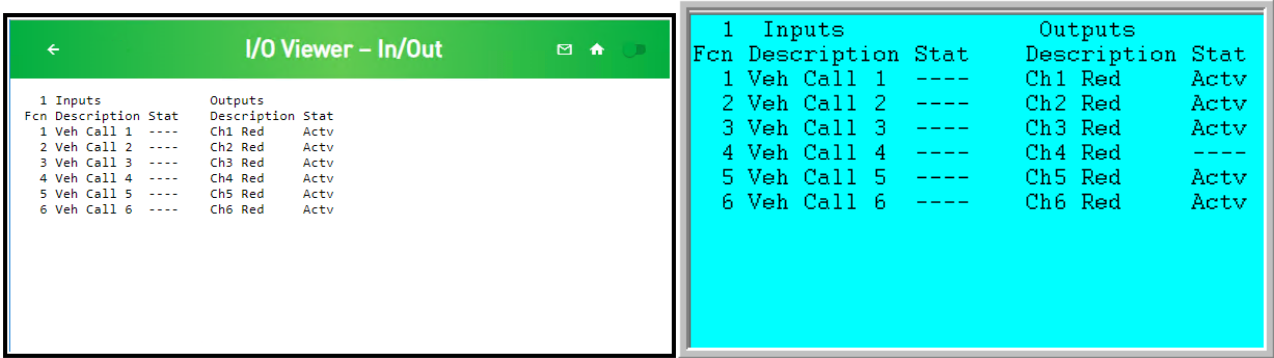 I/O Viewer – In/Out
1 Inputs Outputs
Fcn Description Stat Description Stat
1 Veh Call 1 ---- Ch1 Red Actv
2 Veh Call 2 ---- Ch2 Red Actv
3 Veh Call 3 ---- Ch3 Red Actv
4 Veh Call 4 ---- Ch4 Red Actv
5 Veh Call 5 ---- Ch5 Red Actv
6 Veh Call 6 ---- Ch6 Red Actv
1 Inputs Outputs
Fcn Description Stat Description Stat
1 Veh Call 1 ---- Ch1 Red Actv
2 Veh Call 2 ---- Ch2 Red Actv
3 Veh Call 3 ---- Ch3 Red Actv
4 Veh Call 4 ---- Ch4 Red ----
5 Veh Call 5 ---- Ch5 Red Actv
6 Veh Call 6 ---- Ch6 Red Actv